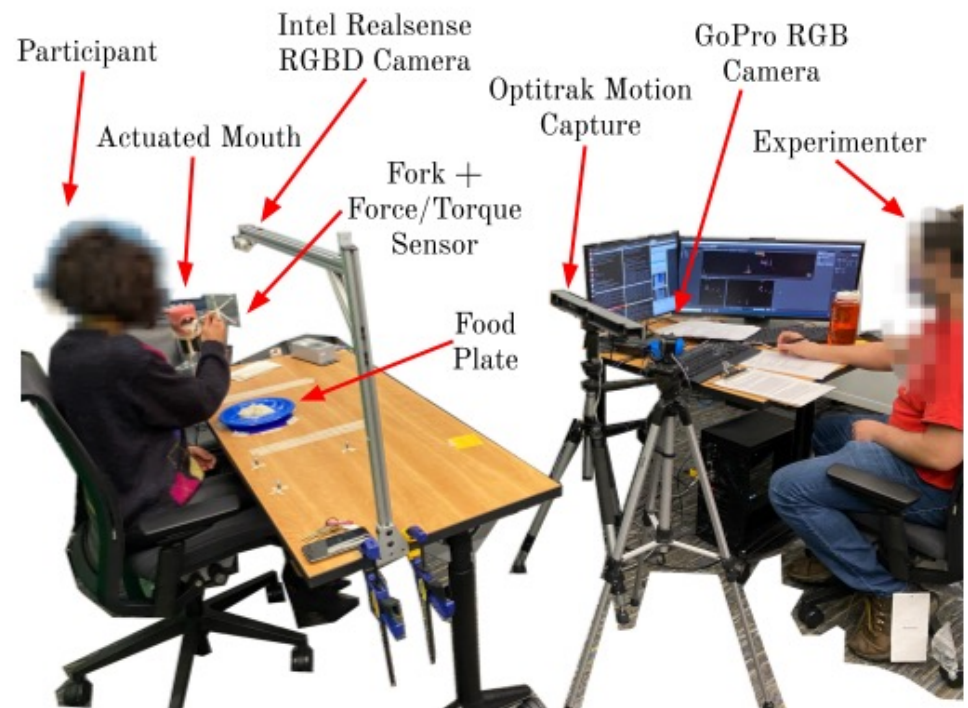 Participant
Intel Realsense
RGBD Camera
GoPro RGB
Camera
Optitrak Motion
Capture
Actuated Mouth
Experimenter
Fork +
Force/Torque
Sensor
Food
Plate